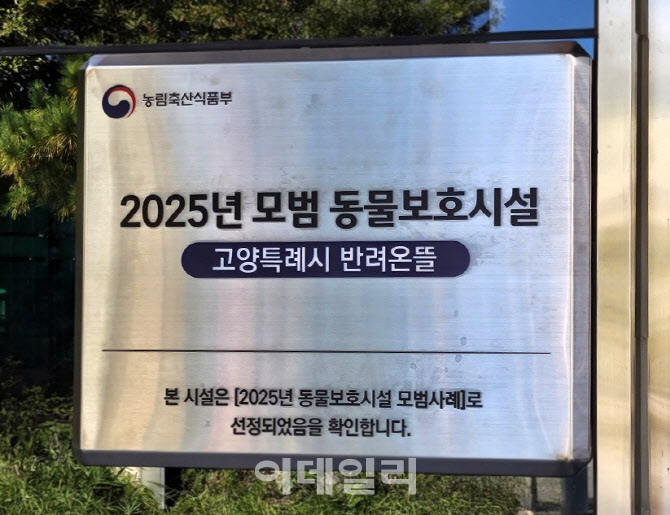 농림축산식품부
2025년 모범 동물보호시설
고양특례시 반려온뜰
본 시설은 [2025년 동물보호시설 모범사례]로
선정되었음을 확인합니다.
이데일리